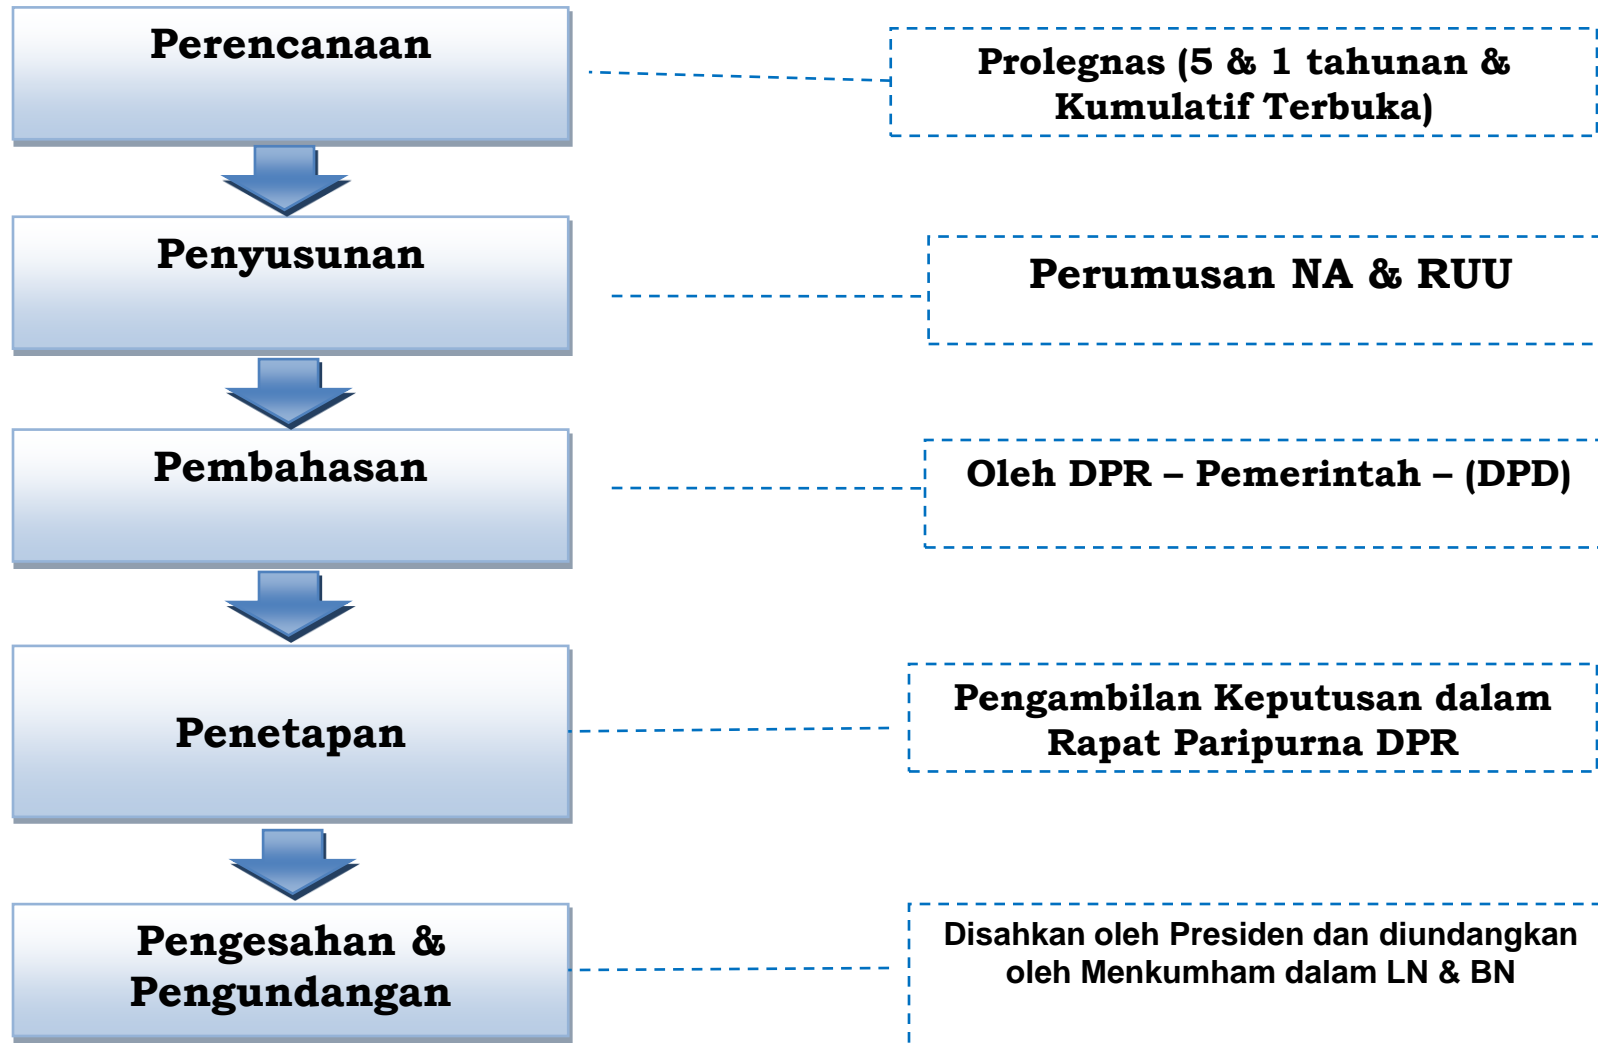 Perencanaan
Prolegnas (5 & 1 tahunan &
Kumulatif Terbuka)
Penyusunan
Perumusan NA & RUU
Pembahasan
Oleh DPR – Pemerintah – (DPD)
Penetapan
Pengambilan Keputusan dalam
Rapat Paripurna DPR
Pengesahan &
Pengundangan
Disahkan oleh Presiden dan diundangkan
oleh Menkumham dalam LN & BN